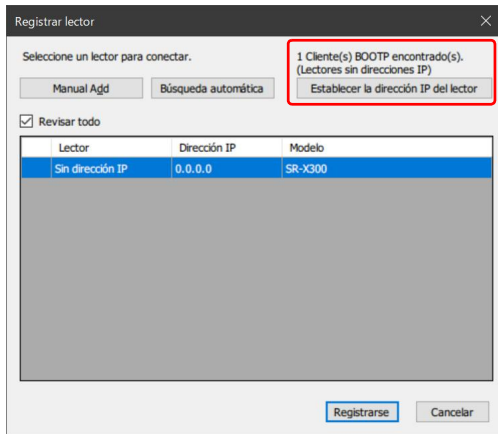 Registrar lector
Seleccione un lector para conectar.
1 Cliente(s) BOOTP encontrado(s).
(Lectores sin direcciones IP)
Manual Add
Búsqueda automática
Establecer la dirección IP del lector
Revisar todo
Lector Dirección IP Modelo
Sin dirección IP 0.0.0.0 SR-X300
Registrarse Cancelar